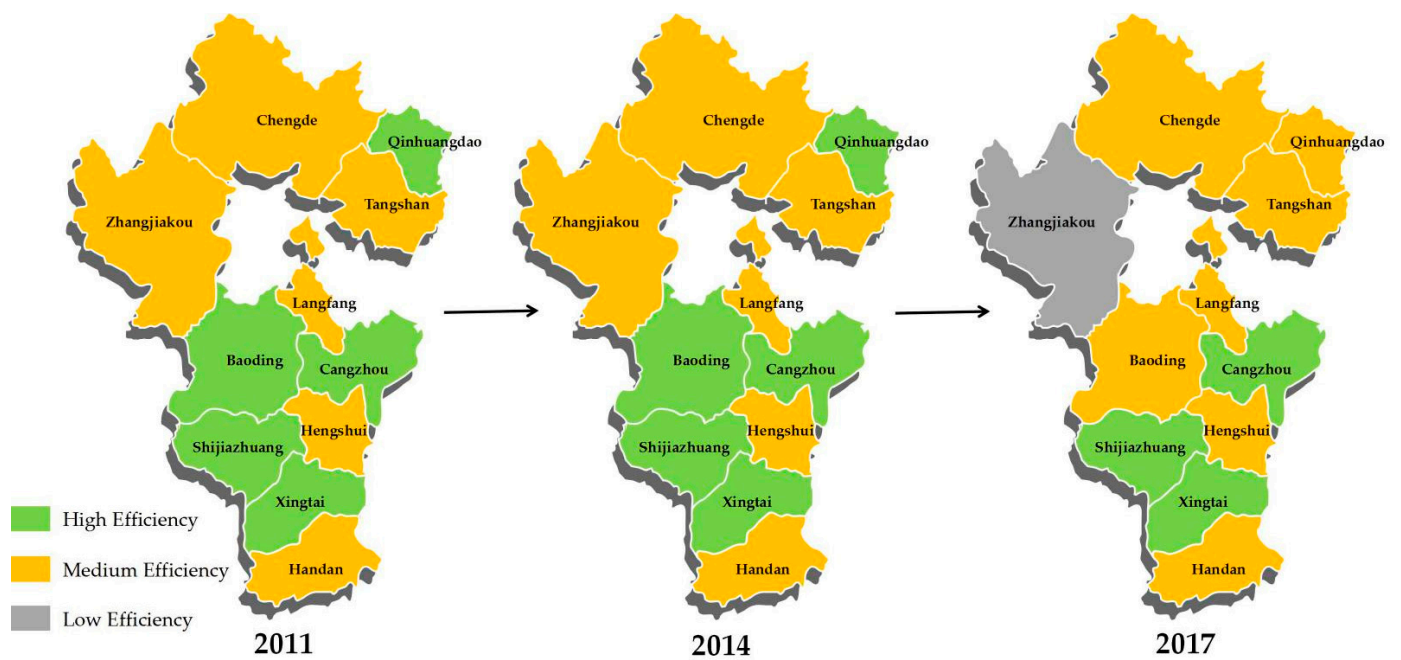 Chengde
Qinhuangdao
Tangshan
Zhangjiakou
Langfang
Baoding
Cangzhou
Hengshui
Shijiazhuang
Xingtai
Handan
2011
Chengde
Qinhuangdao
Tangshan
Zhangjiakou
Langfang
Baoding
Cangzhou
Hengshui
Shijiazhuang
Xingtai
Handan
2014
Chengde
Qinhuangdao
Tangshan
Zhangjiakou
Langfang
Baoding
Cangzhou
Hengshui
Shijiazhuang
Xingtai
Handan
2017
High Efficiency
Medium Efficiency
Low Efficiency